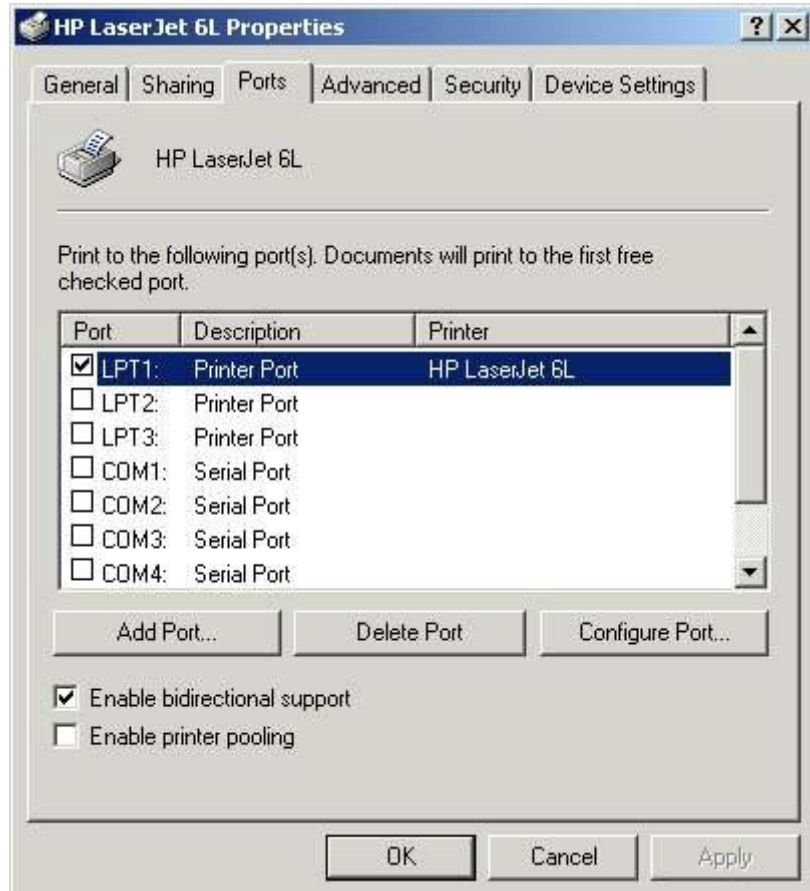 HP LaserJet 6L Properties
General Sharing Ports Advanced Security Device Settings
HP LaserJet 6L
Print to the following port(s). Documents will print to the first free
checked port.
Port Description Printer
LPT1: Printer Port HP LaserJet 6L
LPT2: Printer Port
LPT3: Printer Port
COM1: Serial Port
COM2: Serial Port
COM3: Serial Port
COM4: Serial Port
Add Port... Delete Port Configure Port...
Enable bidirectional support
Enable printer pooling
OK Cancel Apply